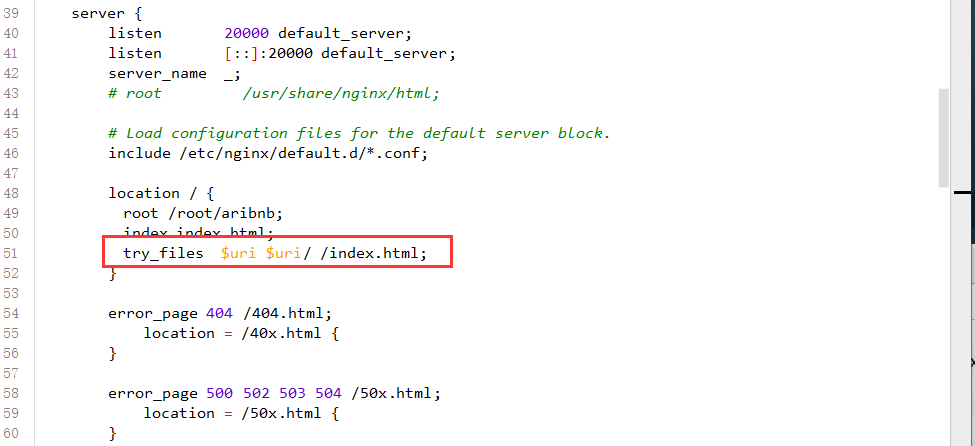 39 server {
40 listen 20000 default_server;
41 listen [::]:20000 default_server;
42 server_name _;
43 # root /usr/share/nginx/html;
44
45 # Load configuration files for the default server block.
46 include /etc/nginx/default.d/*.conf;
47
48 location / {
49 root /root/aribnb;
50 index index.html;
51 try_files $uri $uri/ /index.html;
52 }
53
54 error_page 404 /404.html;
55 location = /40x.html {
56 }
57
58 error_page 500 502 503 504 /50x.html;
59 location = /50x.html {
60 }